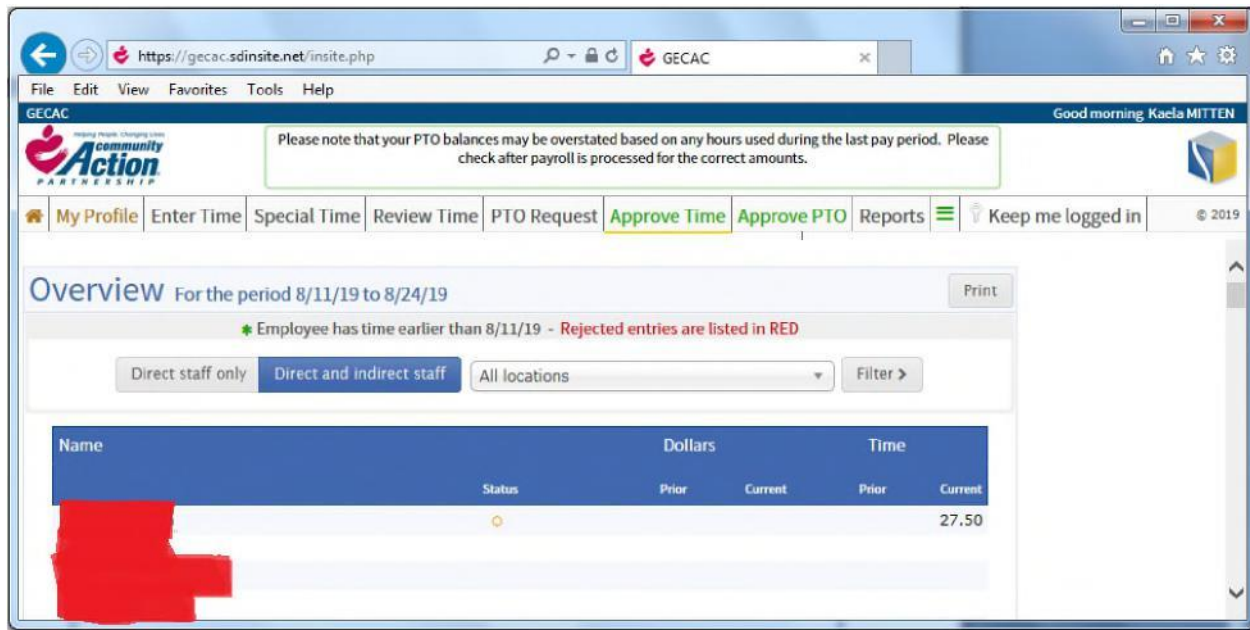 https://gecac.sdinsite.net/insite.php
GECAC
File Edit View Favorites Tools Help
GECAC
Good morning Kaela MITTEN
Helping People. Changing Lives
community
Action
PARTNERSHIP
Please note that your PTO balances may be overstated based on any hours used during the last pay period. Please
check after payroll is processed for the correct amounts.
My Profile Enter Time Special Time Review Time PTO Request Approve Time Approve PTO Reports Keep me logged in © 2019
Overview For the period 8/11/19 to 8/24/19
Print
* Employee has time earlier than 8/11/19 - Rejected entries are listed in RED
Direct staff only Direct and indirect staff All locations Filter >
Name Dollars Time
Status Prior Current Prior Current
27.50